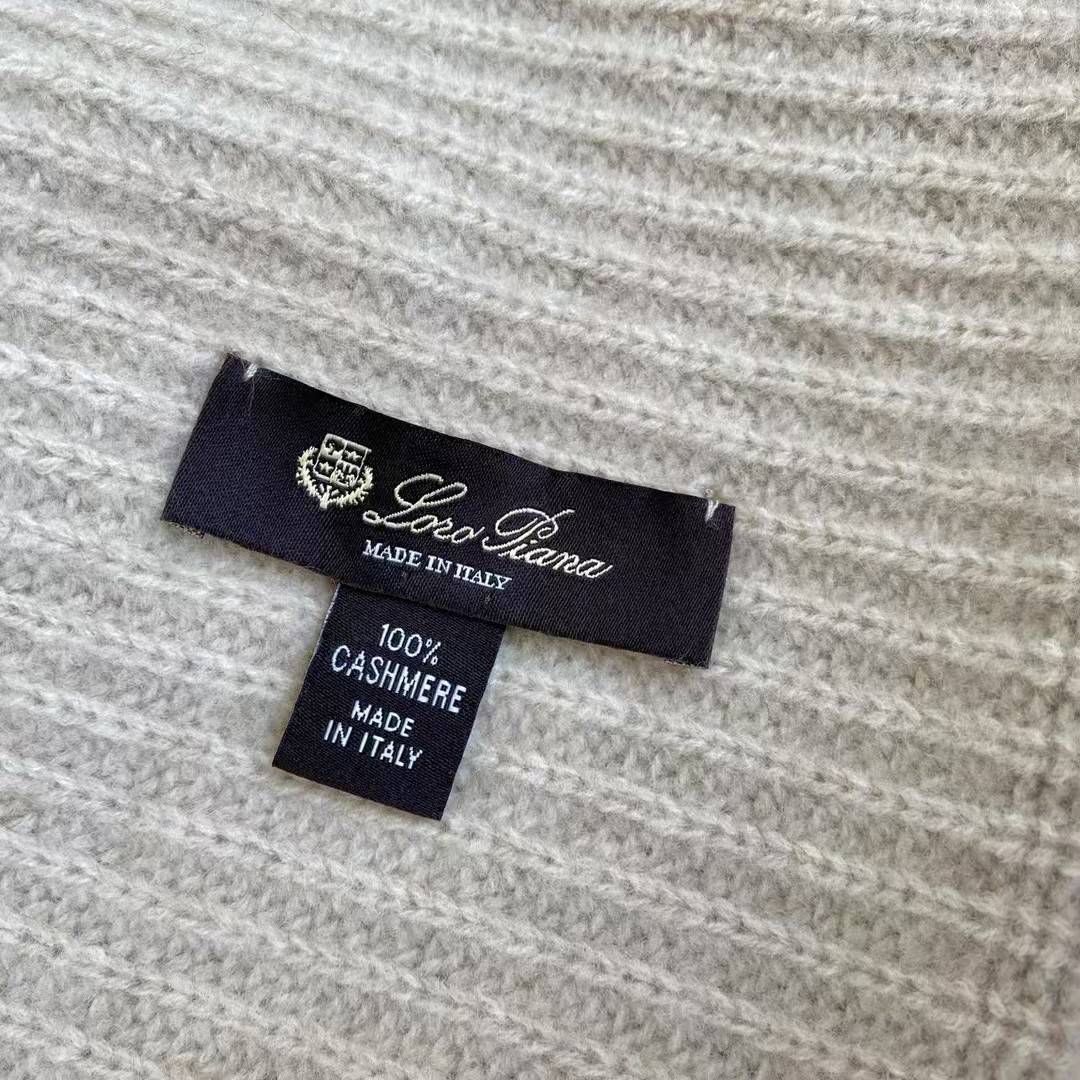 Loro Piana
MADE IN ITALY
100%
CASHMERE
MADE
IN ITALY